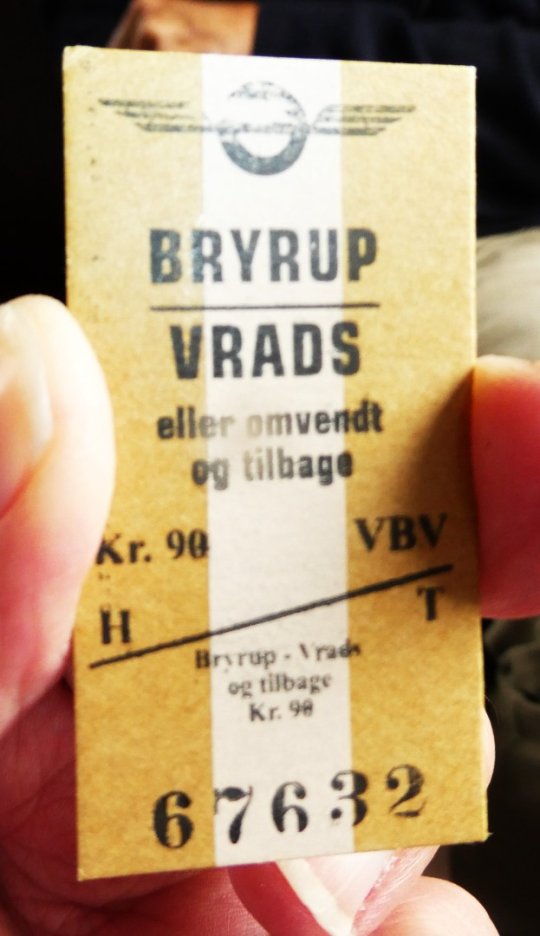 BRYRUP
VRADS
eller omvendt
og tilbage
Kr. 90 VBV
H T
Bryrup - Vrads
og tilbage
Kr. 90
67632